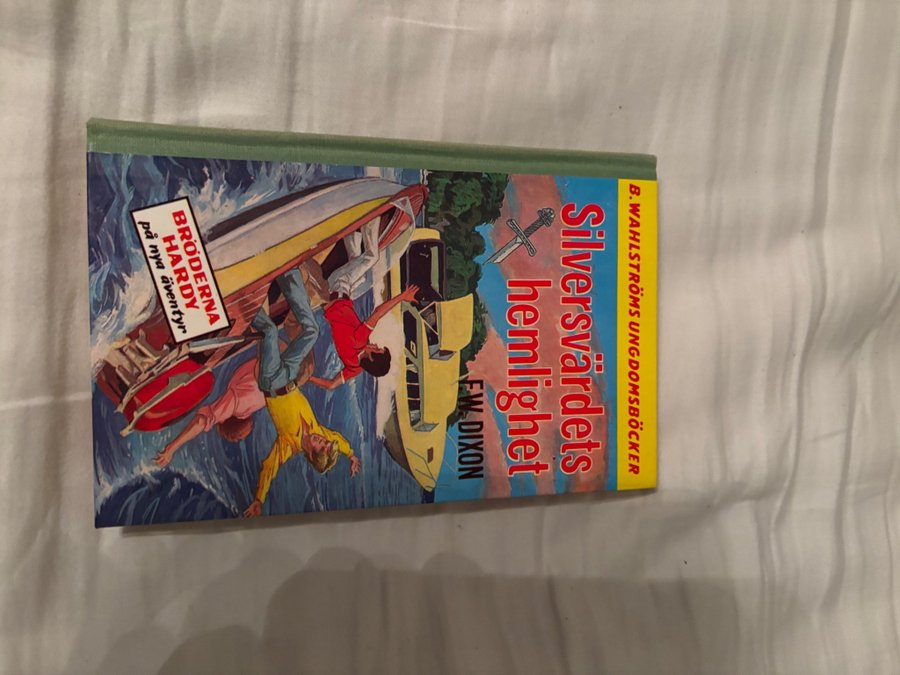 B. WAHLSTRÖMS UNGDOMSBÖCKER
Silversvärdets
hemlighet
F.W. DIXON
BRÖDERNA
HARDY
på nya äventyr